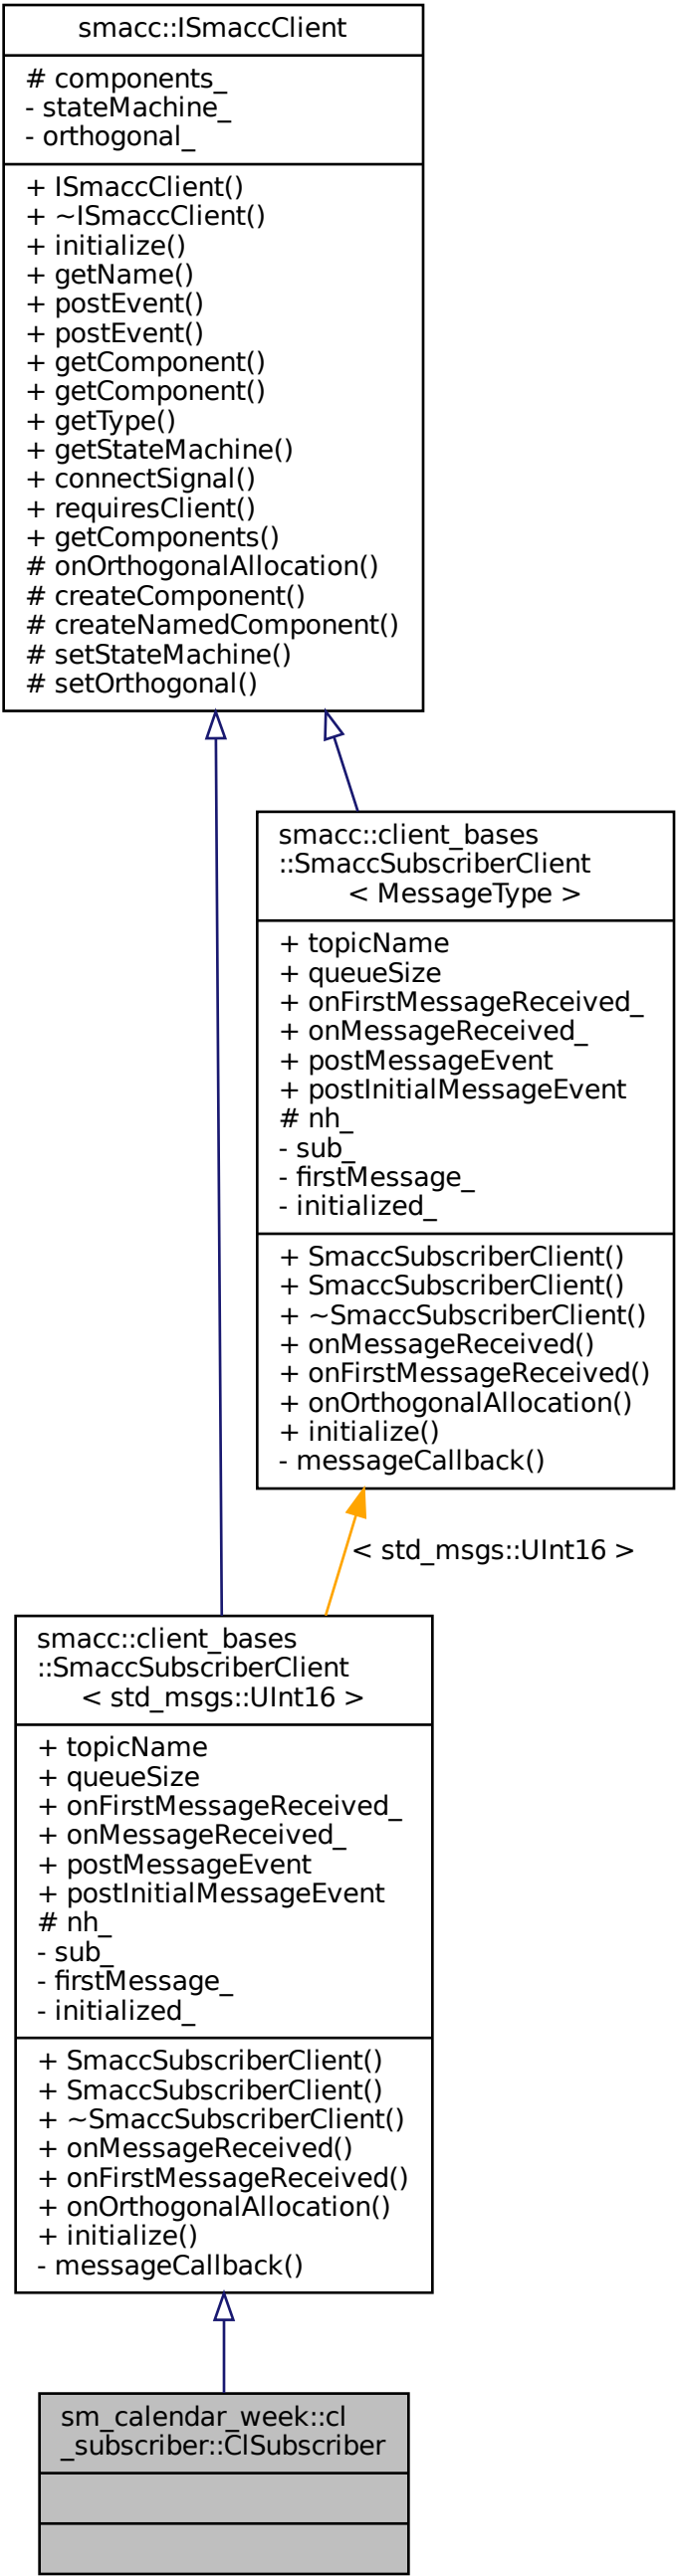 smacc::ISmaccClient
# components_
- stateMachine_
- orthogonal_
+ ISmaccClient()
+ ~ISmaccClient()
+ initialize()
+ getName()
+ postEvent()
+ postEvent()
+ getComponent()
+ getComponent()
+ getType()
+ getStateMachine()
+ connectSignal()
+ requiresClient()
+ getComponents()
# onOrthogonalAllocation()
# createComponent()
# createNamedComponent()
# setStateMachine()
# setOrthogonal()
smacc::client_bases
::SmaccSubscriberClient
< MessageType >
+ topicName
+ queueSize
+ onFirstMessageReceived_
+ onMessageReceived_
+ postMessageEvent
+ postInitialMessageEvent
# nh_
- sub_
- firstMessage_
- initialized_
+ SmaccSubscriberClient()
+ SmaccSubscriberClient()
+ ~SmaccSubscriberClient()
+ onMessageReceived()
+ onFirstMessageReceived()
+ onOrthogonalAllocation()
+ initialize()
- messageCallback()
< std_msgs::UInt16 >
smacc::client_bases
::SmaccSubscriberClient
< std_msgs::UInt16 >
+ topicName
+ queueSize
+ onFirstMessageReceived_
+ onMessageReceived_
+ postMessageEvent
+ postInitialMessageEvent
# nh_
- sub_
- firstMessage_
- initialized_
+ SmaccSubscriberClient()
+ SmaccSubscriberClient()
+ ~SmaccSubscriberClient()
+ onMessageReceived()
+ onFirstMessageReceived()
+ onOrthogonalAllocation()
+ initialize()
- messageCallback()
sm_calendar_week::cl
_subscriber::ClSubscriber